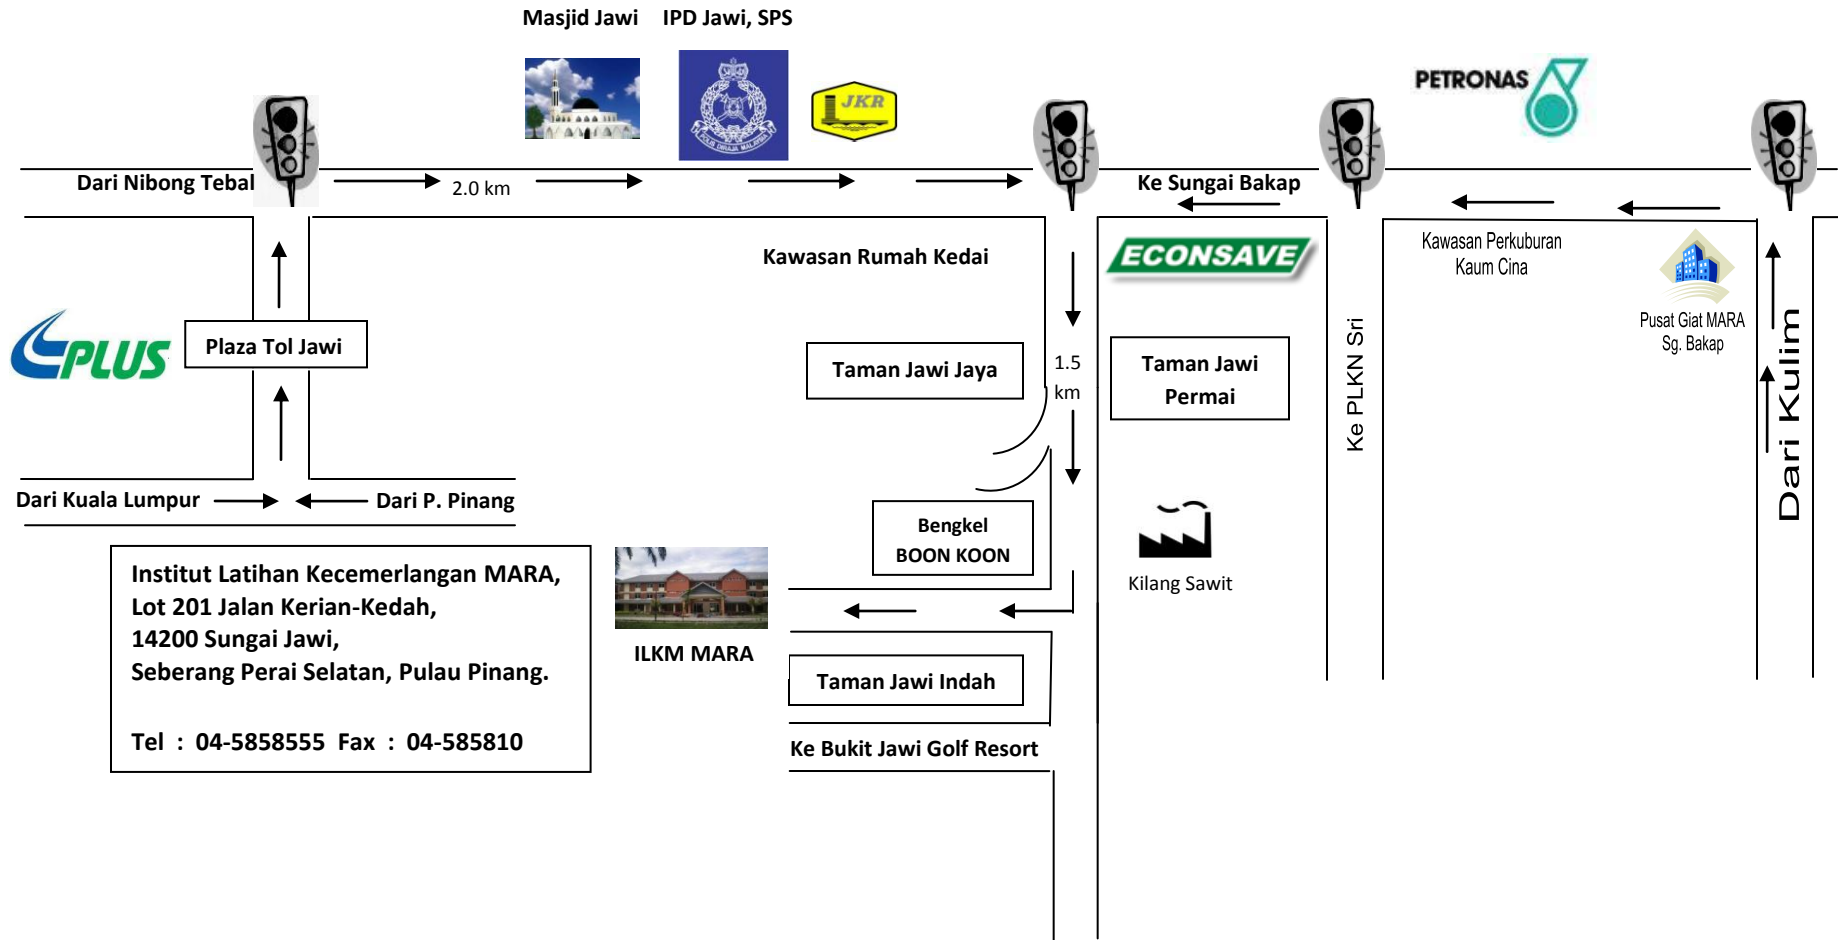 Masjid Jawi
IPD Jawi, SPS
POLIS DIRAJA MALAYSIA
JKR
PETRONAS
Dari Nibong Tebal
2.0 km
Ke Sungai Bakap
Kawasan Rumah Kedai
ECONSAVE
Kawasan Perkuburan
Kaum Cina
Pusat Giat MARA
Sg. Bakap
PLUS
Plaza Tol Jawi
Taman Jawi Jaya
1.5
km
Taman Jawi
Permai
Ke PLKN Sri
Dari Kulim
Dari Kuala Lumpur
Dari P. Pinang
Bengkel
BOON KOON
Kilang Sawit
Institut Latihan Kecemerlangan MARA,
Lot 201 Jalan Kerian-Kedah,
14200 Sungai Jawi,
Seberang Perai Selatan, Pulau Pinang.
Tel : 04-5858555 Fax : 04-585810
ILKM MARA
Taman Jawi Indah
Ke Bukit Jawi Golf Resort